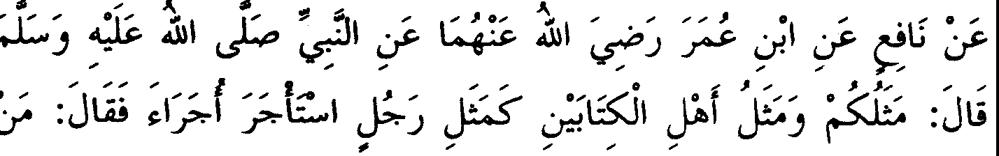 عَنْ نَافِعٍ عَنِ ابْنِ عُمَرَ رَضِيَ اللهُ عَنْهُمَا عَنِ النَّبِيِّ صَلَّى اللهُ عَلَيْهِ وَسَلَّمَ
قَالَ: مَثَلُكُمْ وَمَثَلُ أَهْلِ الْكِتَابَيْنِ كَمَثَلِ رَجُلٍ اسْتَأْجَرَ أُجَرَاءَ فَقَالَ: مَنْ